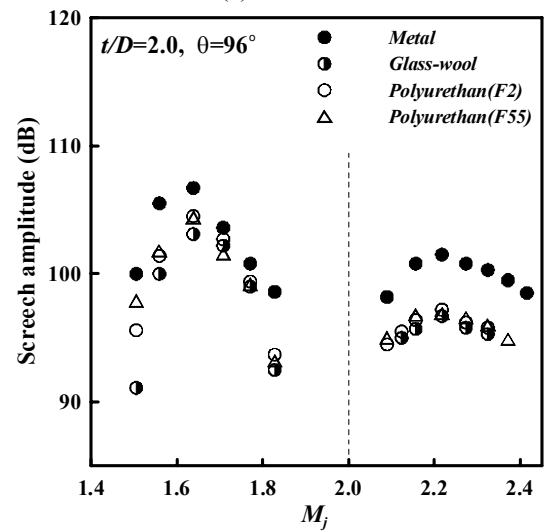 120
t/D=2.0, θ=96°
Metal
Glass-wool
Polyurethan(F2)
Polyurethan(F55)
110
100
90
Screech amplitude (dB)
1.4 1.6 1.8 2.0 2.2 2.4
Mj